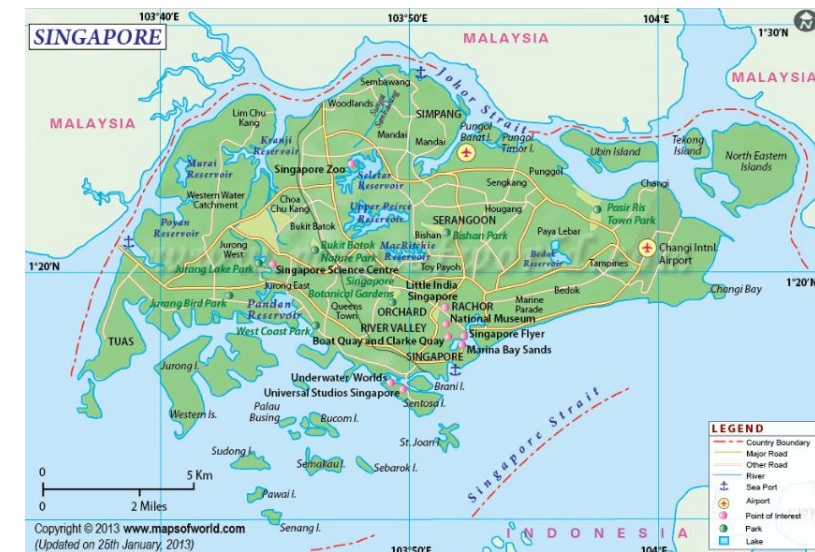 103°40'E
103°50'E
104°E
SINGAPORE
MALAYSIA
1°30'N
MALAYSIA
MALAYSIA
Johor Strait
Sembawang
Woodlands
SIMPANG
Lim Chu
Kang
Mandai
Mandai
Pungol
Barat I.
Pungol
Timor I.
Ubin Island
Tekong
Island
North Eastern
Islands
Kranji
Reservoir
Murai
Reservoir
Singapore Zoo
Seletar
Reservoir
Punggol
Sengkang
Changi
Western Water
Catchment
Choa
Chu Kang
Upper Peirce
Reservoir
Hougang
Pasir Ris
Town Park
Poyan
Reservoir
Bukit Batok
SERANGOON
Bishan
Bishan Park
Paya Lebar
Jurong
West
Bukit Batok
Nature Park
MacRitchie
Reservoir
Bedok
Reservoir
Changi Intnl.
Airport
1°20'N
Jurang Lake Park
Singapore Science Centre
Toy Payoh
Tampines
1°20'N
Jurong East
Singapore
Botanical Gardens
Little India
Singapore
Bedok
Changi Bay
Jurang Bird Park
Pandan
Reservoir
Queens
Town
ORCHARD
RACHOR
Marine
Parade
National Museum
West Coast Park
RIVER VALLEY
Singapore Flyer
TUAS
Boat Quay and Clarke Quay
Marina Bay Sands
SINGAPORE
Jurong I.
Underwater Worlds
Brani I.
Universal Studios Singapore
Sentosa I.
Western Is.
Palau
Busing
Bucom I.
Singapore Strait
St. Joan I.
Sudong I.
Semakau I.
Sebarok I.
Pawai I.
Senang I.
0
5 Km
0
2 Miles
LEGEND
Country Boundary
Major Road
Other Road
River
Sea Port
Airport
Point of Interest
Park
Lake
INDONESIA
Copyright © 2013 www.mapsofworld.com
(Updated on 25th January, 2013)
103°50'E